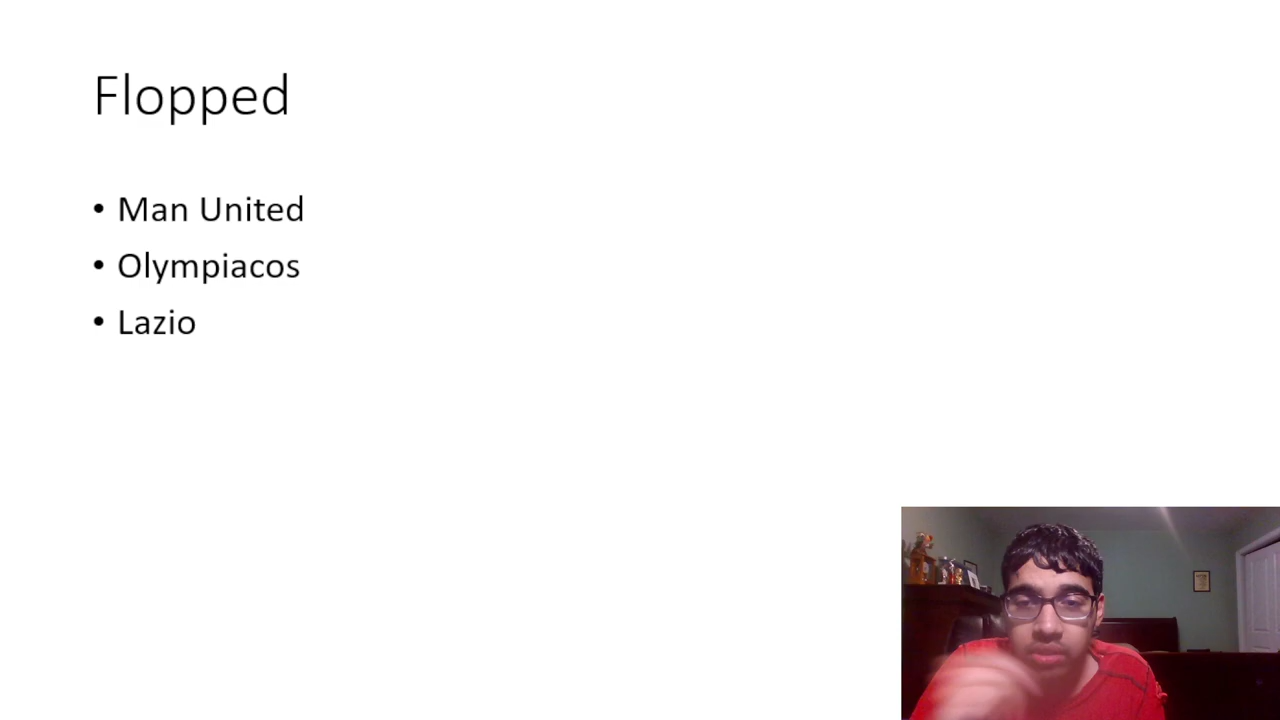 Flopped
• Man United
• Olympiacos
• Lazio